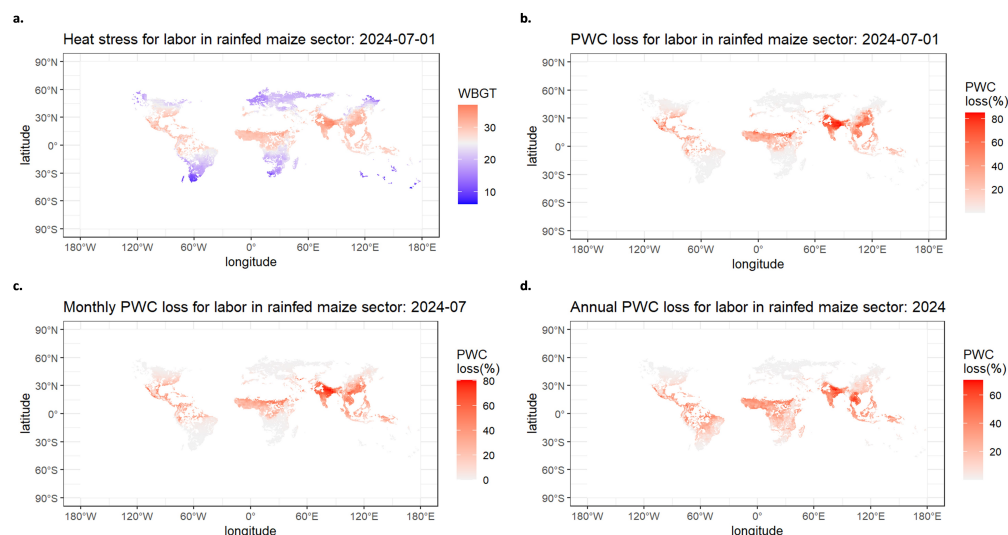 a.
Heat stress for labor in rainfed maize sector: 2024-07-01
90°N
60°N
30°N
0°
30°S
60°S
90°S
latitude
180°W
120°W
60°W
0°
60°E
120°E
180°E
longitude
WBGT
30
20
10
b.
PWC loss for labor in rainfed maize sector: 2024-07-01
90°N
60°N
30°N
0°
30°S
60°S
90°S
latitude
180°W
120°W
60°W
0°
60°E
120°E
180°E
longitude
PWC
loss(%)
80
60
40
20
c.
Monthly PWC loss for labor in rainfed maize sector: 2024-07
90°N
60°N
30°N
0°
30°S
60°S
90°S
latitude
180°W
120°W
60°W
0°
60°E
120°E
180°E
longitude
PWC
loss(%)
80
60
40
20
0
d.
Annual PWC loss for labor in rainfed maize sector: 2024
90°N
60°N
30°N
0°
30°S
60°S
90°S
latitude
180°W
120°W
60°W
0°
60°E
120°E
180°E
longitude
PWC
loss(%)
60
40
20